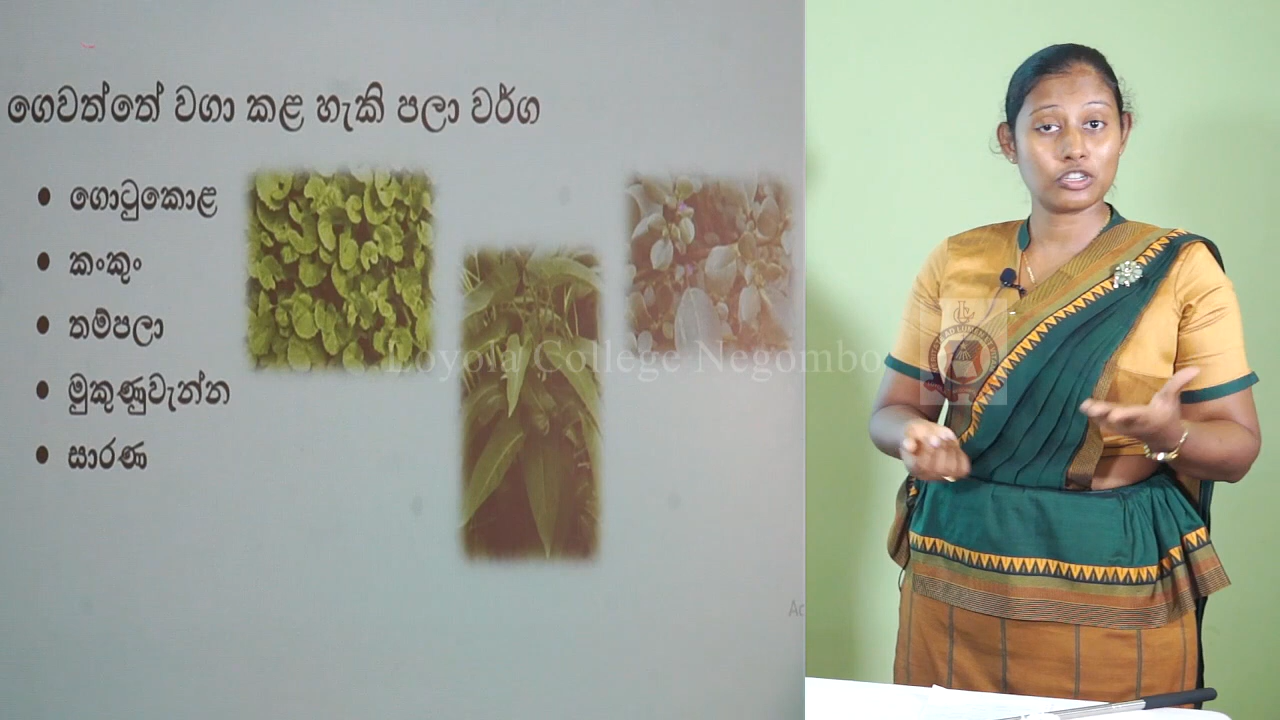 ගෙවත්තේ වගා කළ හැකි පලා වර්ග
• ගොටුකොළ
• කංකුං
• තම්පලා
• මුකුණුවැන්න
• සාරණ
Loyola College Negombo